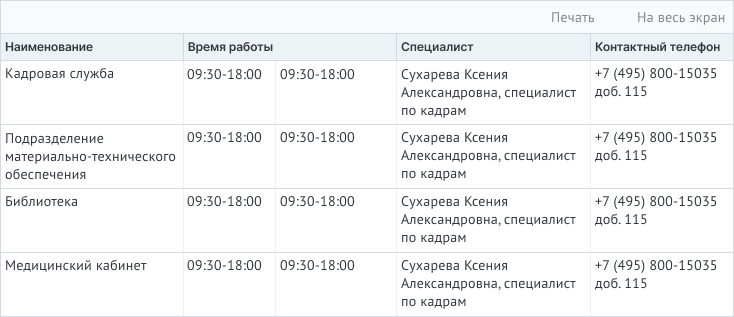 Печать На весь экран
Наименование Время работы Специалист Контактный телефон
Кадровая служба 09:30-18:00 09:30-18:00 Сухарева Ксения +7 (495) 800-15035
Александровна, специалист доб. 115
по кадрам
Подразделение 09:30-18:00 09:30-18:00 Сухарева Ксения +7 (495) 800-15035
материально-технического Александровна, специалист доб. 115
обеспечения по кадрам
Библиотека 09:30-18:00 09:30-18:00 Сухарева Ксения +7 (495) 800-15035
Александровна, специалист доб. 115
по кадрам
Медицинский кабинет 09:30-18:00 09:30-18:00 Сухарева Ксения +7 (495) 800-15035
Александровна, специалист доб. 115
по кадрам